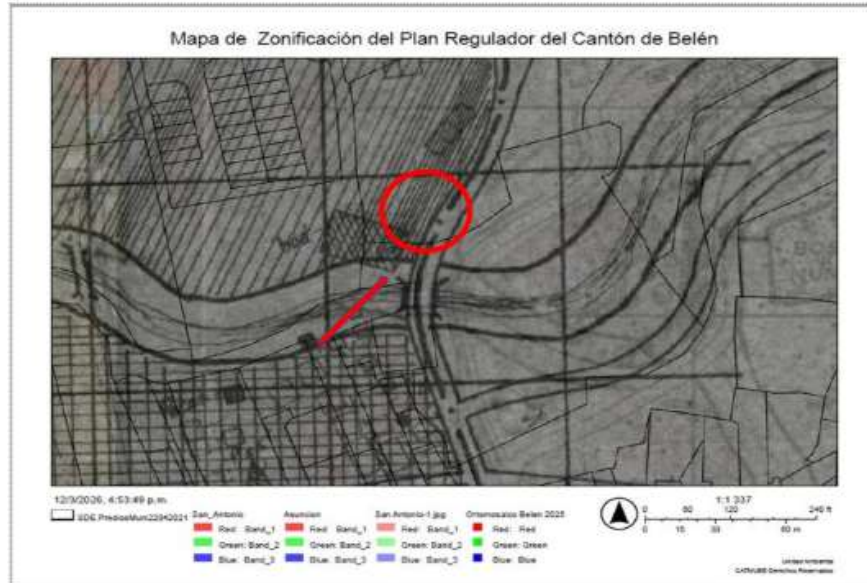 Mapa de Zonificación del Plan Regulador del Cantón de Belén
12/3/2026, 4:53:49 p.m.
SDE.PrediosMuni22042021
San_Antonio
Red: Band_1
Green: Band_2
Blue: Band_3
Asuncion
Red: Band_1
Green: Band_2
Blue: Band_3
San Antonio-1.jpg
Red: Band_1
Green: Band_2
Blue: Band_3
Ortomosaico Belen 2025
Red: Red
Green: Green
Blue: Blue
1:1 337
0 60 120 240 ft
0 15 30 60 m
Unidad Ambiental